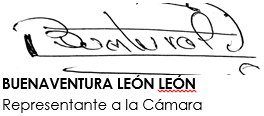 BUENAVENTURA LEÓN LEÓN
Representante a la Cámara